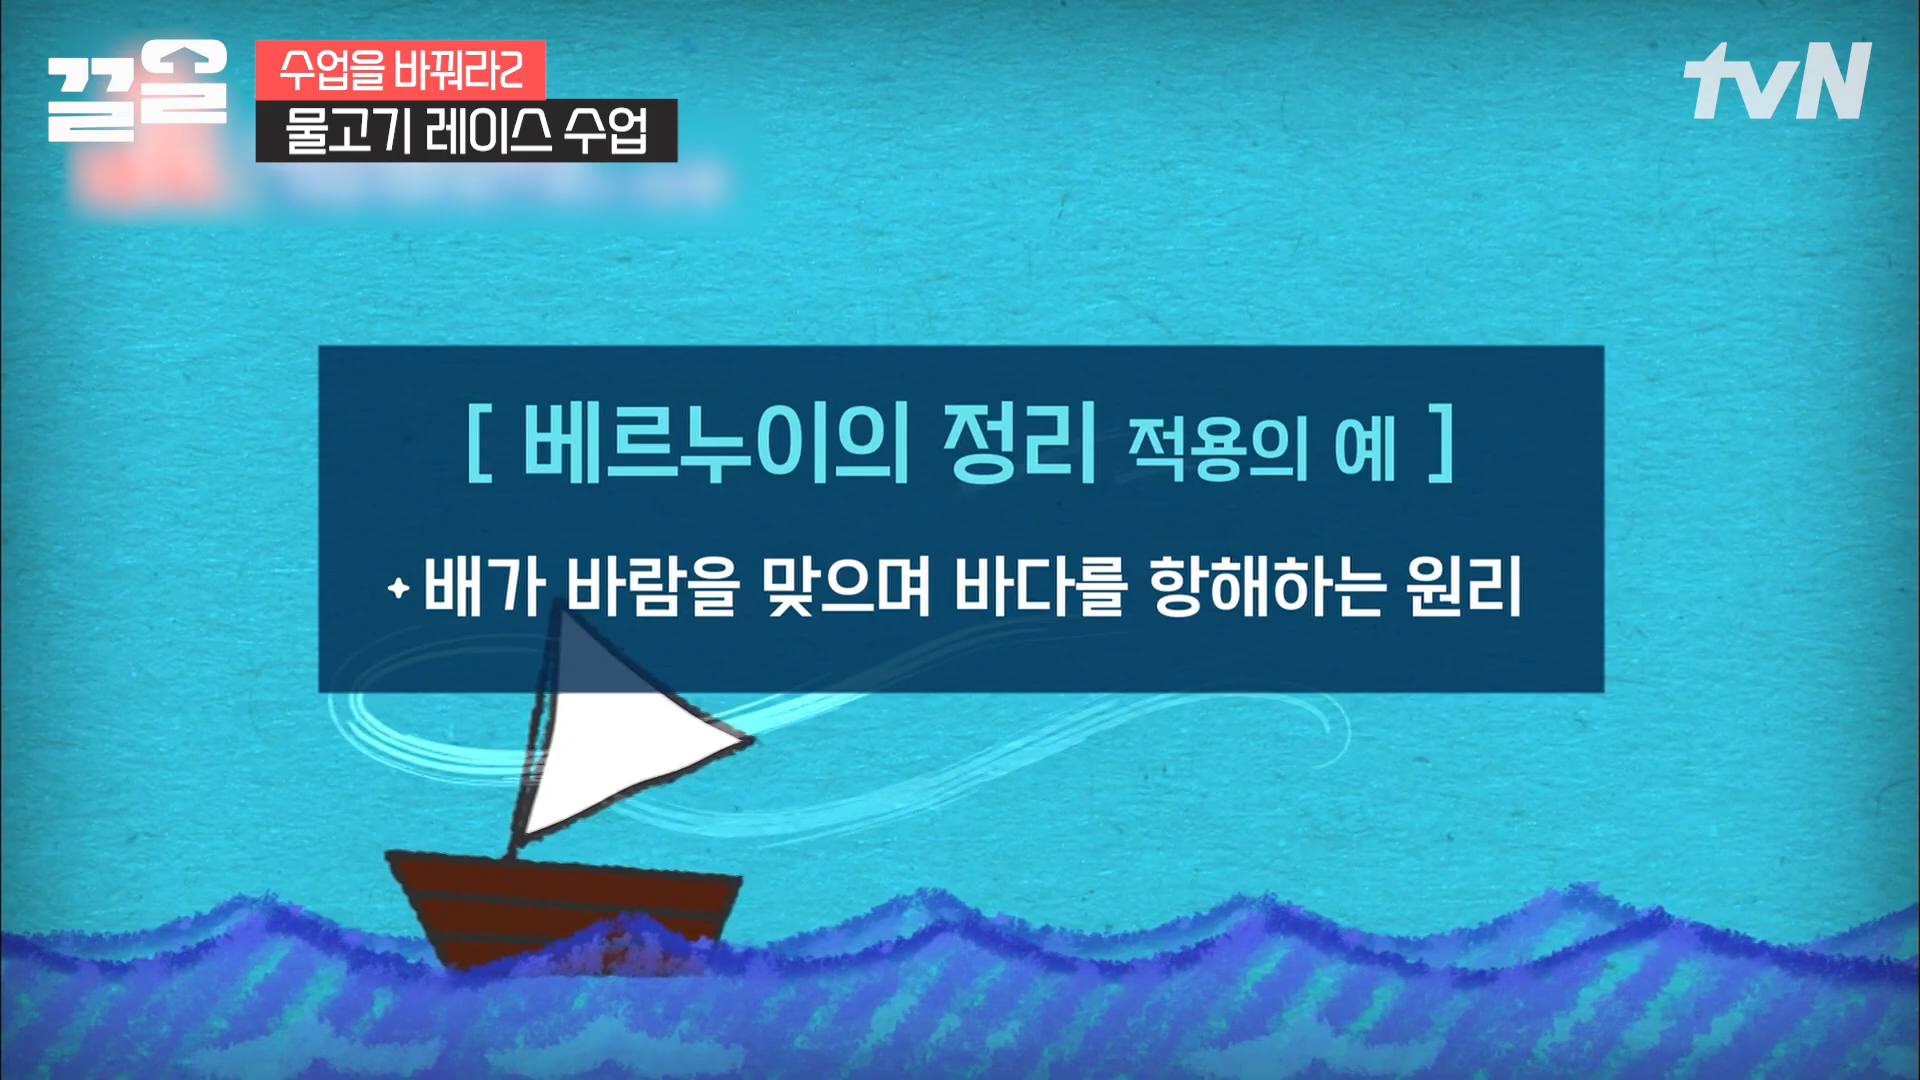 끌올
수업을 바꿔라2
물고기 레이스 수업
tvN
[ 베르누이의 정리 적용의 예 ]
배가 바람을 맞으며 바다를 항해하는 원리